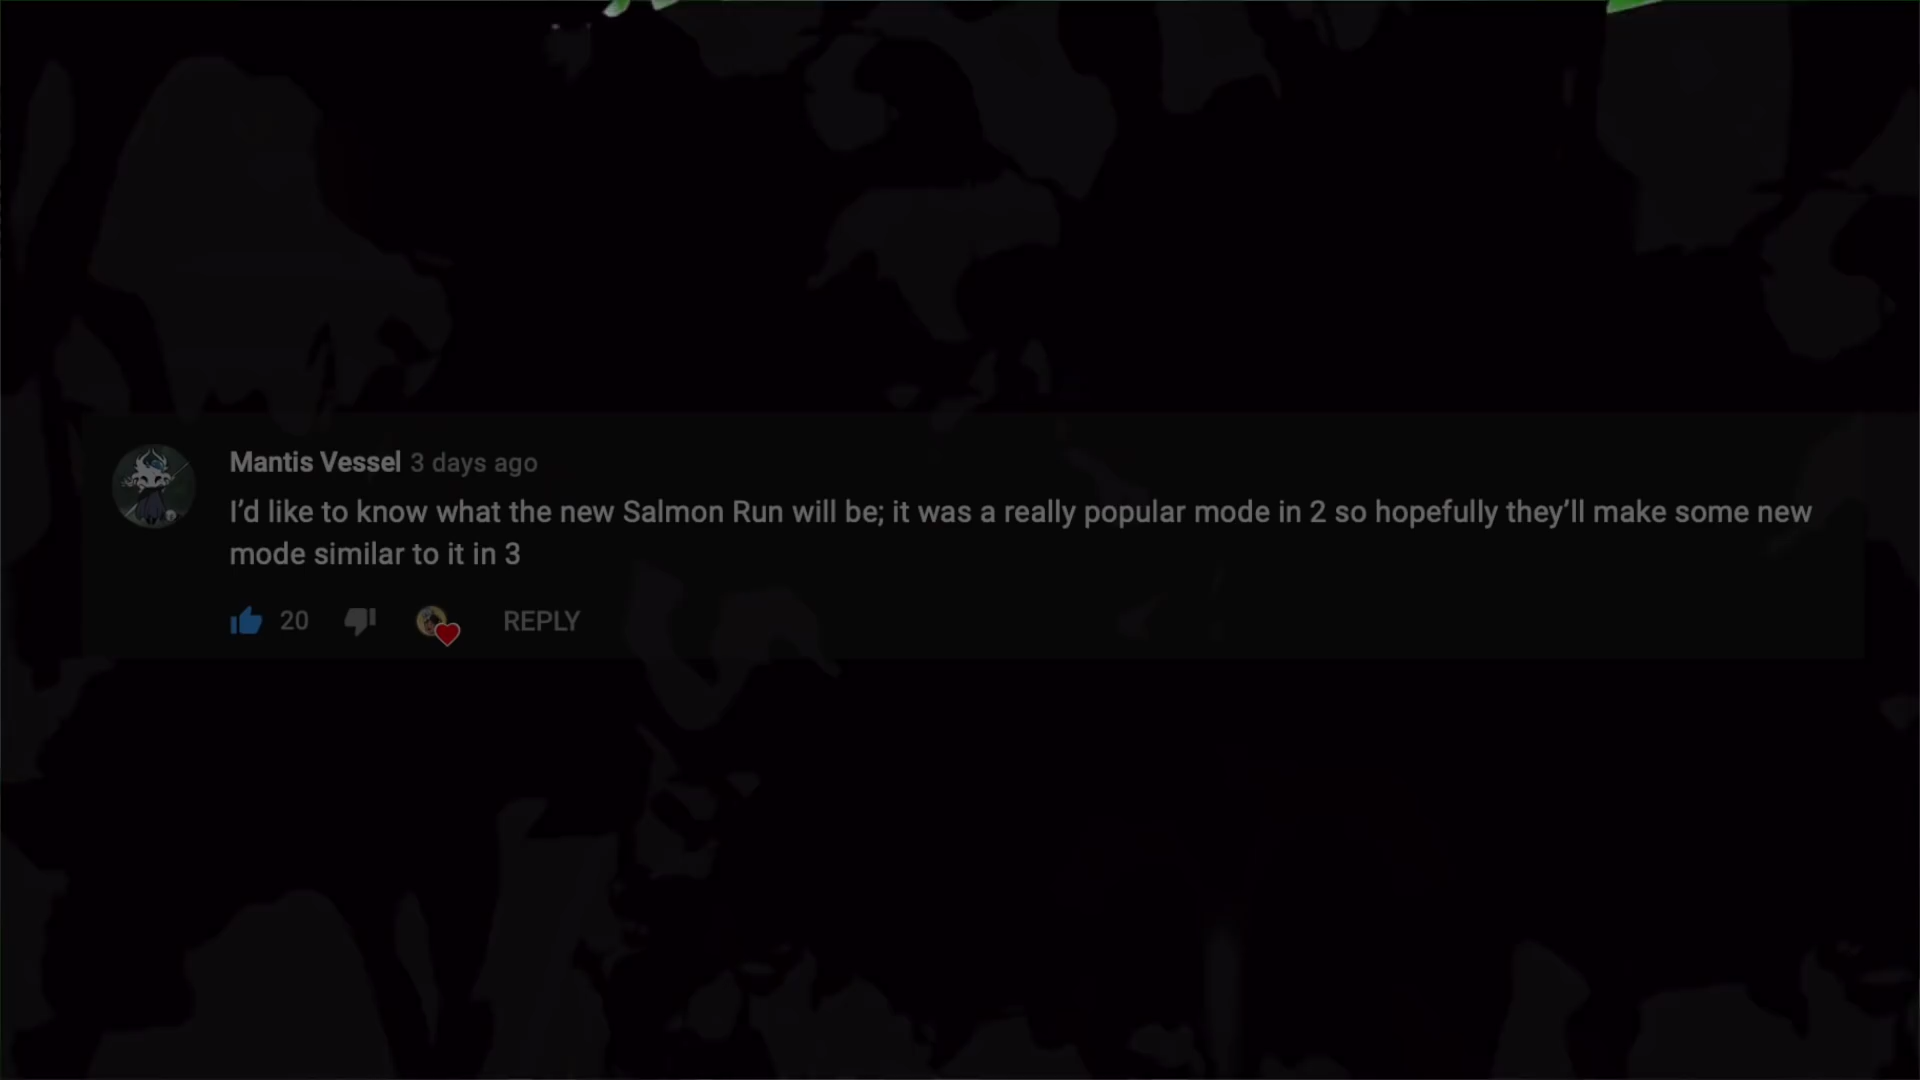 Mantis Vessel 3 days ago
I’d like to know what the new Salmon Run will be; it was a really popular mode in 2 so hopefully they’ll make some new
mode similar to it in 3
20 REPLY